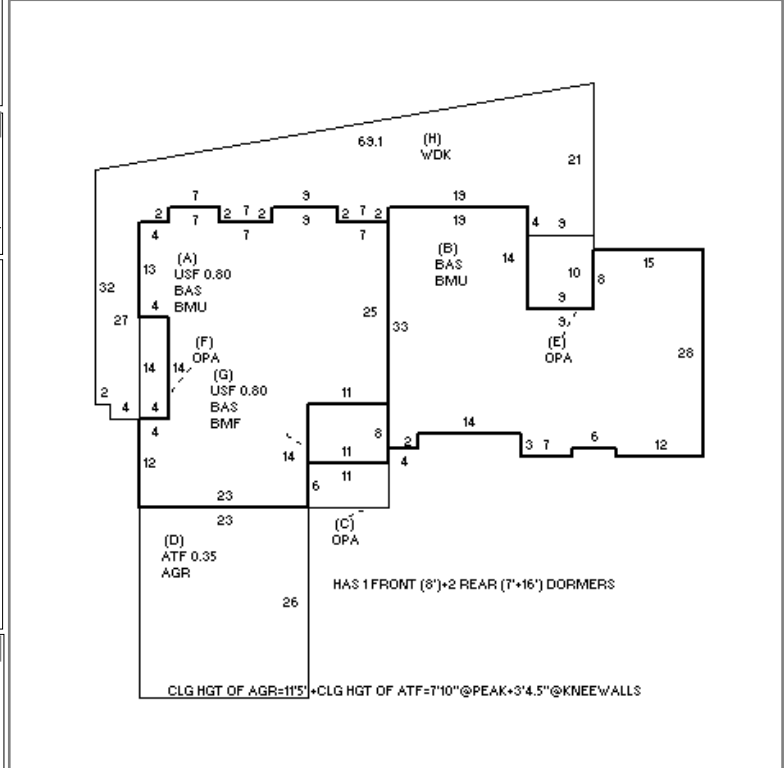 69.1
(H)
WDK
21
7
9
19
2
7
2 7 2
9
2 7 2
19
4 9
4
7
7
(A)
USF 0.80
BAS
BMU
13
(B)
BAS
BMU
14
15
10
8
32
4
9
27
25
33
9
(F)
OPA
(E)
OPA
28
14
14
(G)
USF 0.80
BAS
BMF
2
4
4
11
14
4
8
2
3 7
6
12
12
14
11
4
11
6
23
23
(C)
OPA
(D)
ATF 0.35
AGR
HAS 1 FRONT (8')+2 REAR (7'+16') DORMERS
26
CLG HGT OF AGR=11'5"+CLG HGT OF ATF=7'10"@PEAK+3'4.5"@KNEEWALLS